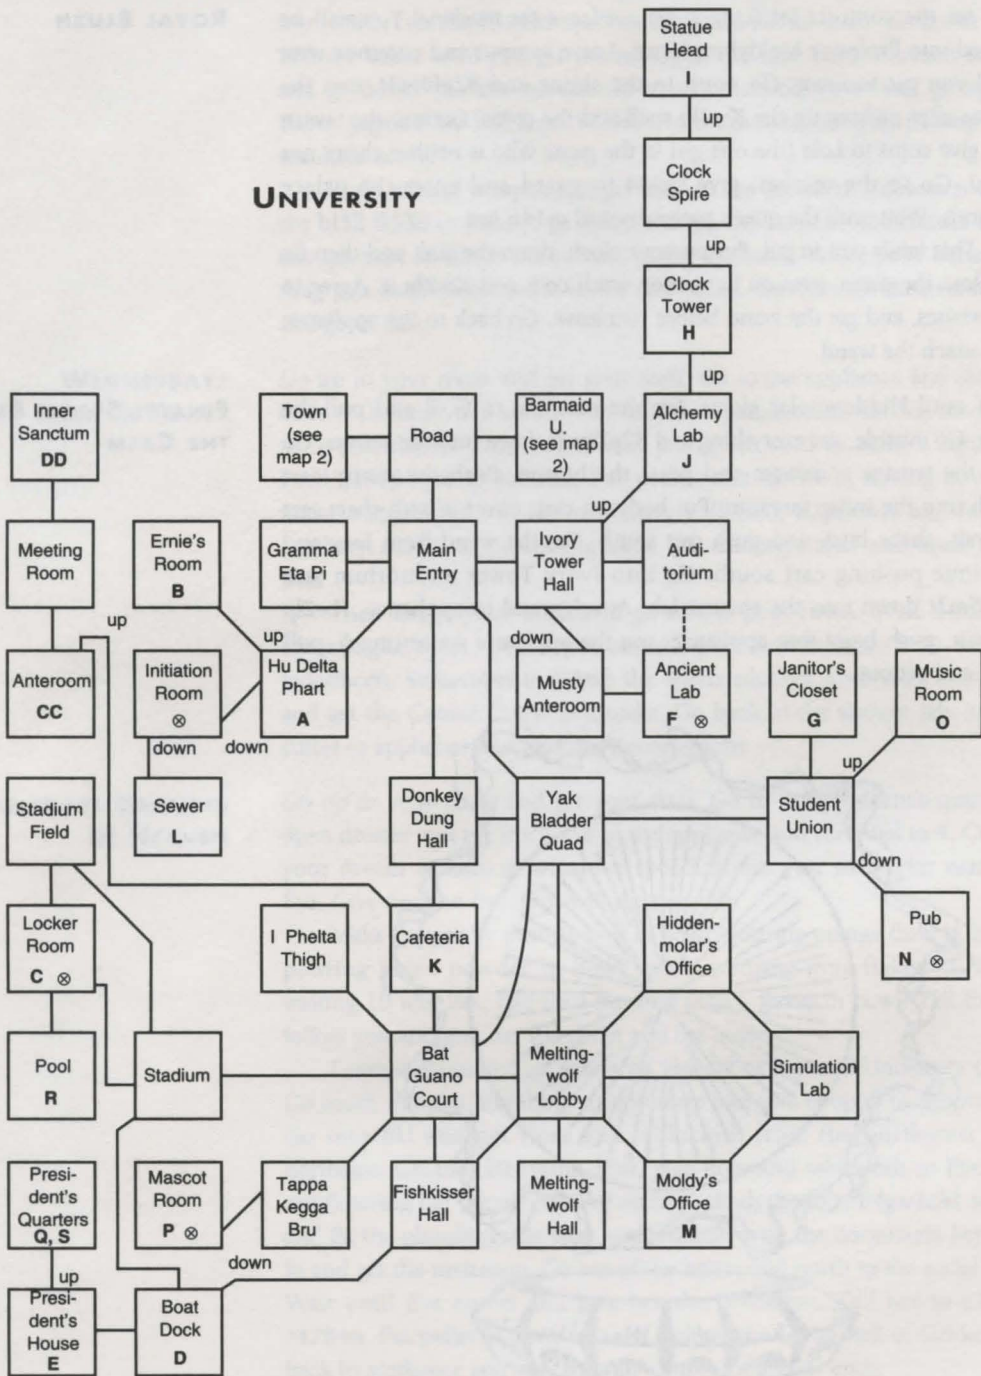 Statue
Head
I
up
UNIVERSITY
Clock
Spire
up
Clock
Tower
H
up
Inner
Sanctum
DD
Town
(see
map 2)
Road
Barmaid
U.
(see map
2)
Alchemy
Lab
up
Meeting
Room
Ernie's
Room
B
Gramma
Eta Pi
Main
Entry
Ivory
Tower
Hall
Audi-
torium
up
up
down
Anteroom
CC
Initiation
Room
⊗
Hu Delta
Phart
A
Musty
Anteroom
Ancient
Lab
F ⊗
Janitor's
Closet
G
Music
Room
O
down
down
up
Stadium
Field
Sewer
L
Donkey
Dung
Hall
Yak
Bladder
Quad
Student
Union
down
Locker
Room
C ⊗
I Phelta
Thigh
Cafeteria
K
Hidden-
molar's
Office
Pub
N ⊗
Pool
R
Stadium
Bat
Guano
Court
Melting-
wolf
Lobby
Simulation
Lab
Presi-
dent's
Quarters
Q, S
Mascot
Room
P ⊗
Tappa
Kegga
Bru
Fishkisser
Hall
Melting-
wolf
Hall
Moldy's
Office
M
up
down
Presi-
dent's
House
E
Boat
Dock
D